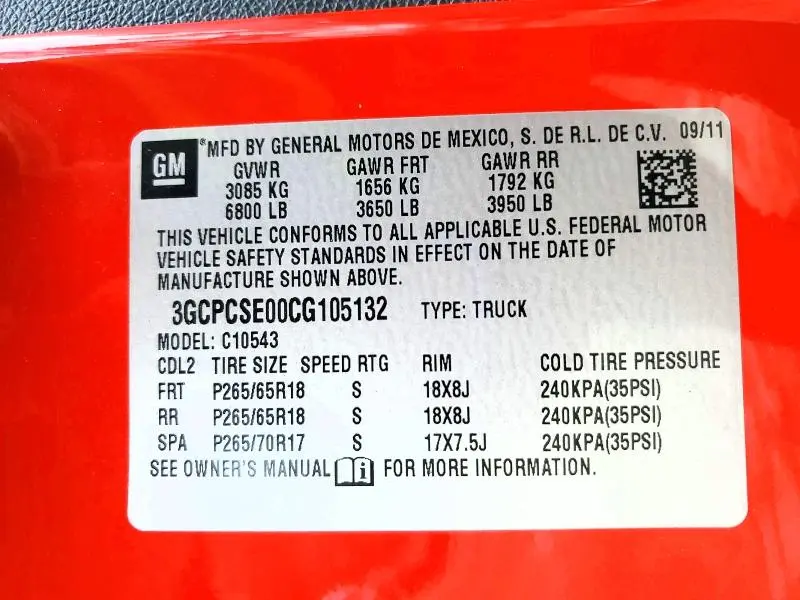 GM *MFD BY GENERAL MOTORS DE MEXICO, S. DE R.L. DE C.V. 09/11
GVWR GAWR FRT GAWR RR
3085 KG 1656 KG 1792 KG
6800 LB 3650 LB 3950 LB
THIS VEHICLE CONFORMS TO ALL APPLICABLE U.S. FEDERAL MOTOR
VEHICLE SAFETY STANDARDS IN EFFECT ON THE DATE OF
MANUFACTURE SHOWN ABOVE.
3GCPCSE00CG105132 TYPE: TRUCK
MODEL: C10543
CDL2 TIRE SIZE SPEED RTG RIM COLD TIRE PRESSURE
FRT P265/65R18 S 18X8J 240KPA(35PSI)
RR P265/65R18 S 18X8J 240KPA(35PSI)
SPA P265/70R17 S 17X7.5J 240KPA(35PSI)
SEE OWNER'S MANUAL i FOR MORE INFORMATION.